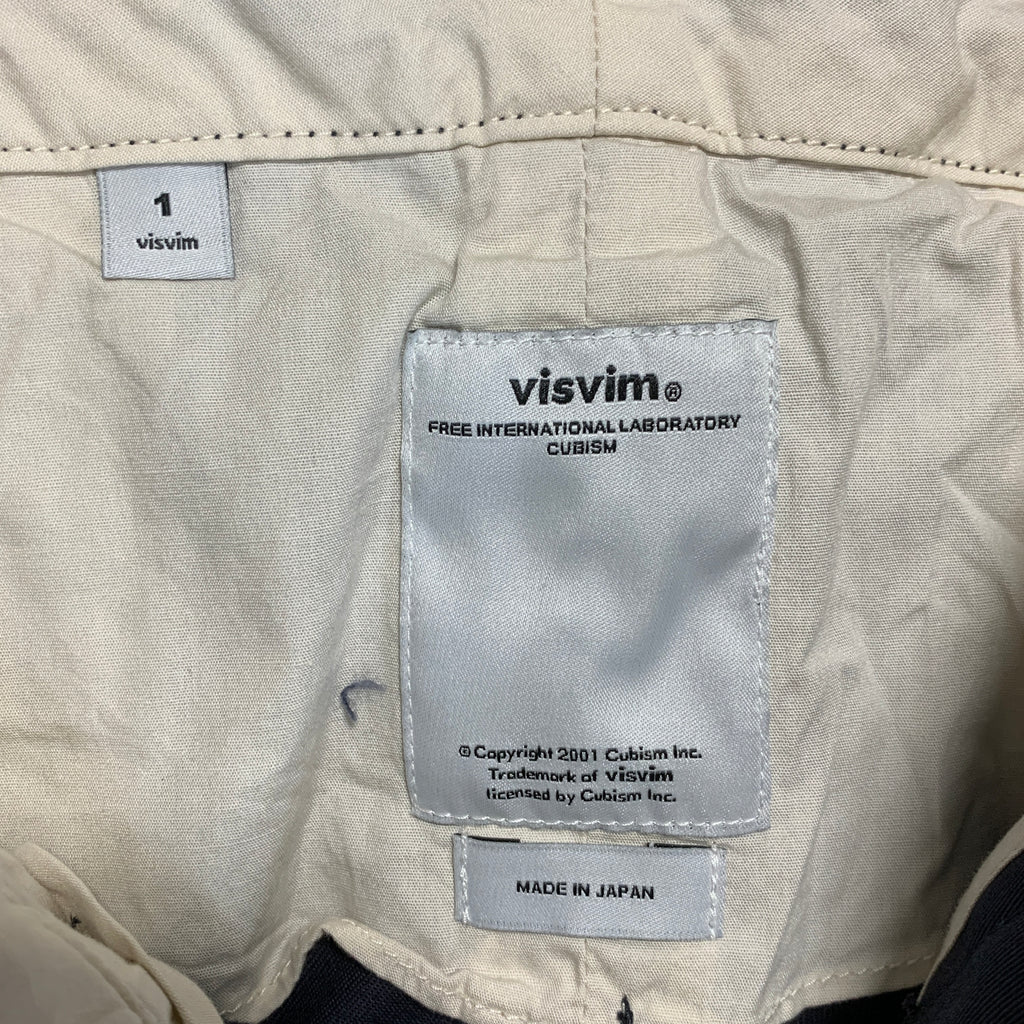 1
visvim
visvim®
FREE INTERNATIONAL LABORATORY
CUBISM
© Copyright 2001 Cubism Inc.
Trademark of visvim
licensed by Cubism Inc.
MADE IN JAPAN